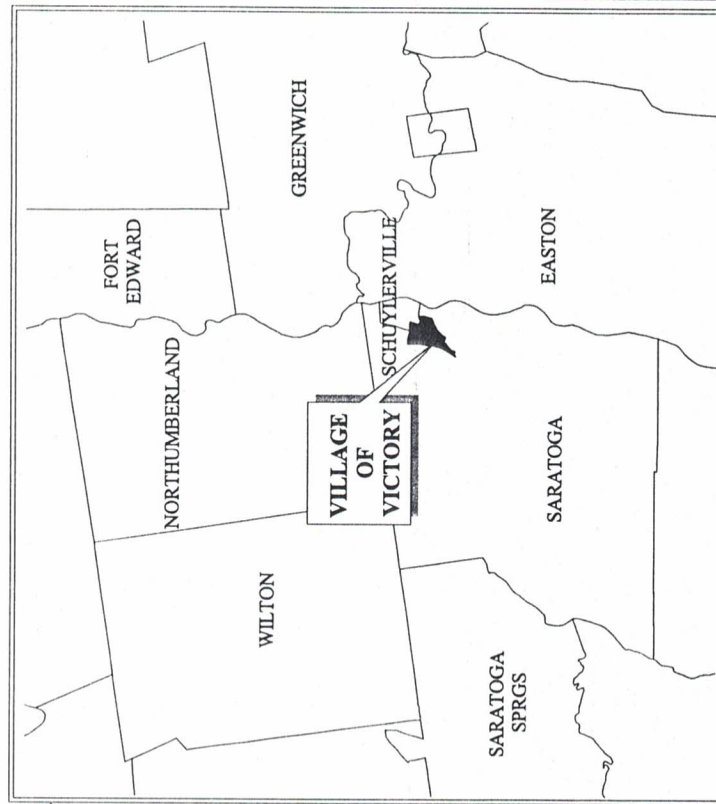 FORT
EDWARD
GREENWICH
NORTHUMBERLAND
SCHUYLERVILLE
WILTON
VILLAGE
OF
VICTORY
EASTON
SARATOGA
SARATOGA
SPRGS